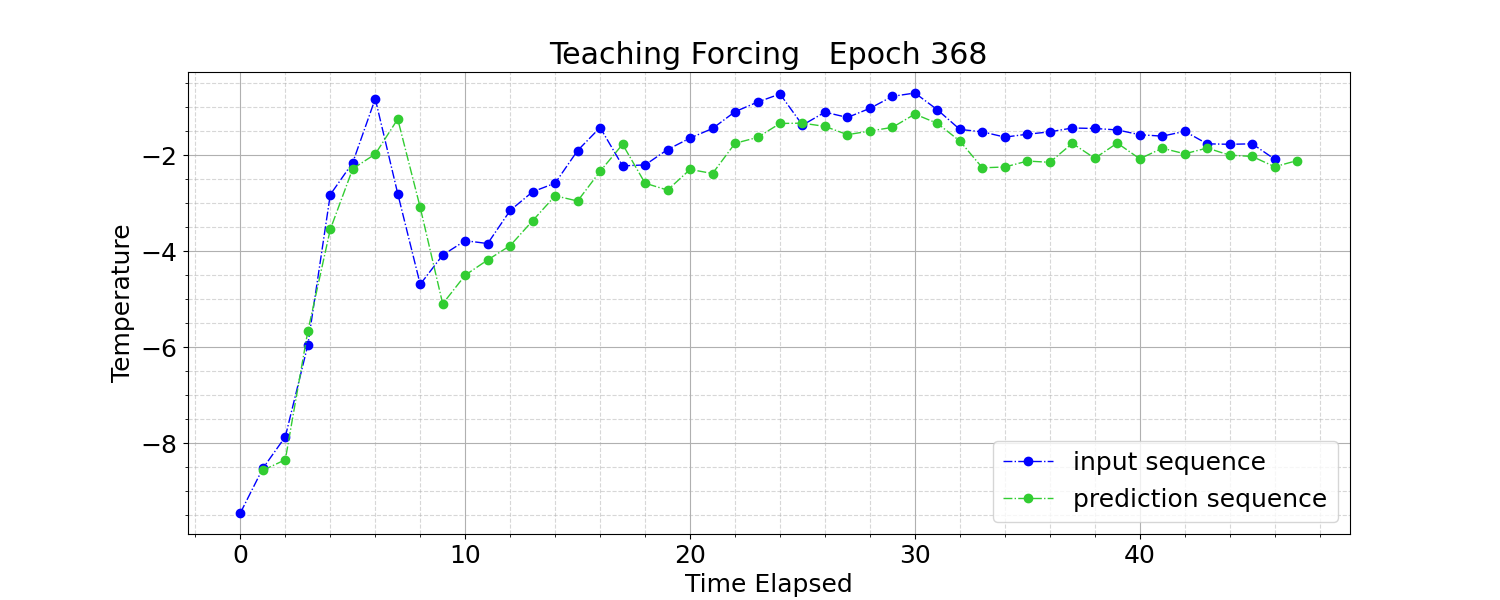 Teaching Forcing   Epoch 368
Temperature
−2
−4
−6
−8
input sequence
prediction sequence
0 10 20 30 40
Time Elapsed